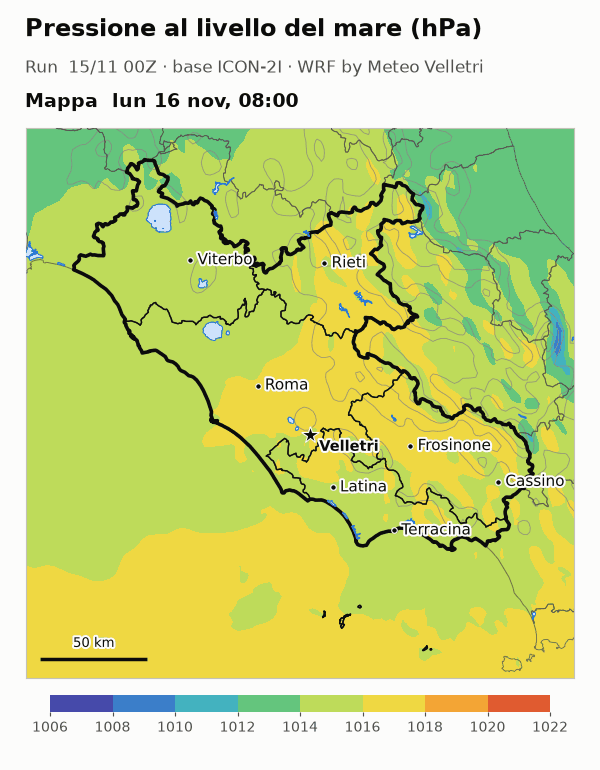 Pressione al livello del mare (hPa)
Run  15/11 00Z · base ICON-2I · WRF by Meteo Velletri
Mappa  lun 16 nov, 08:00
Viterbo
Rieti
Roma
Velletri
Frosinone
Latina
Cassino
Terracina
50 km
1006 1008 1010 1012 1014 1016 1018 1020 1022